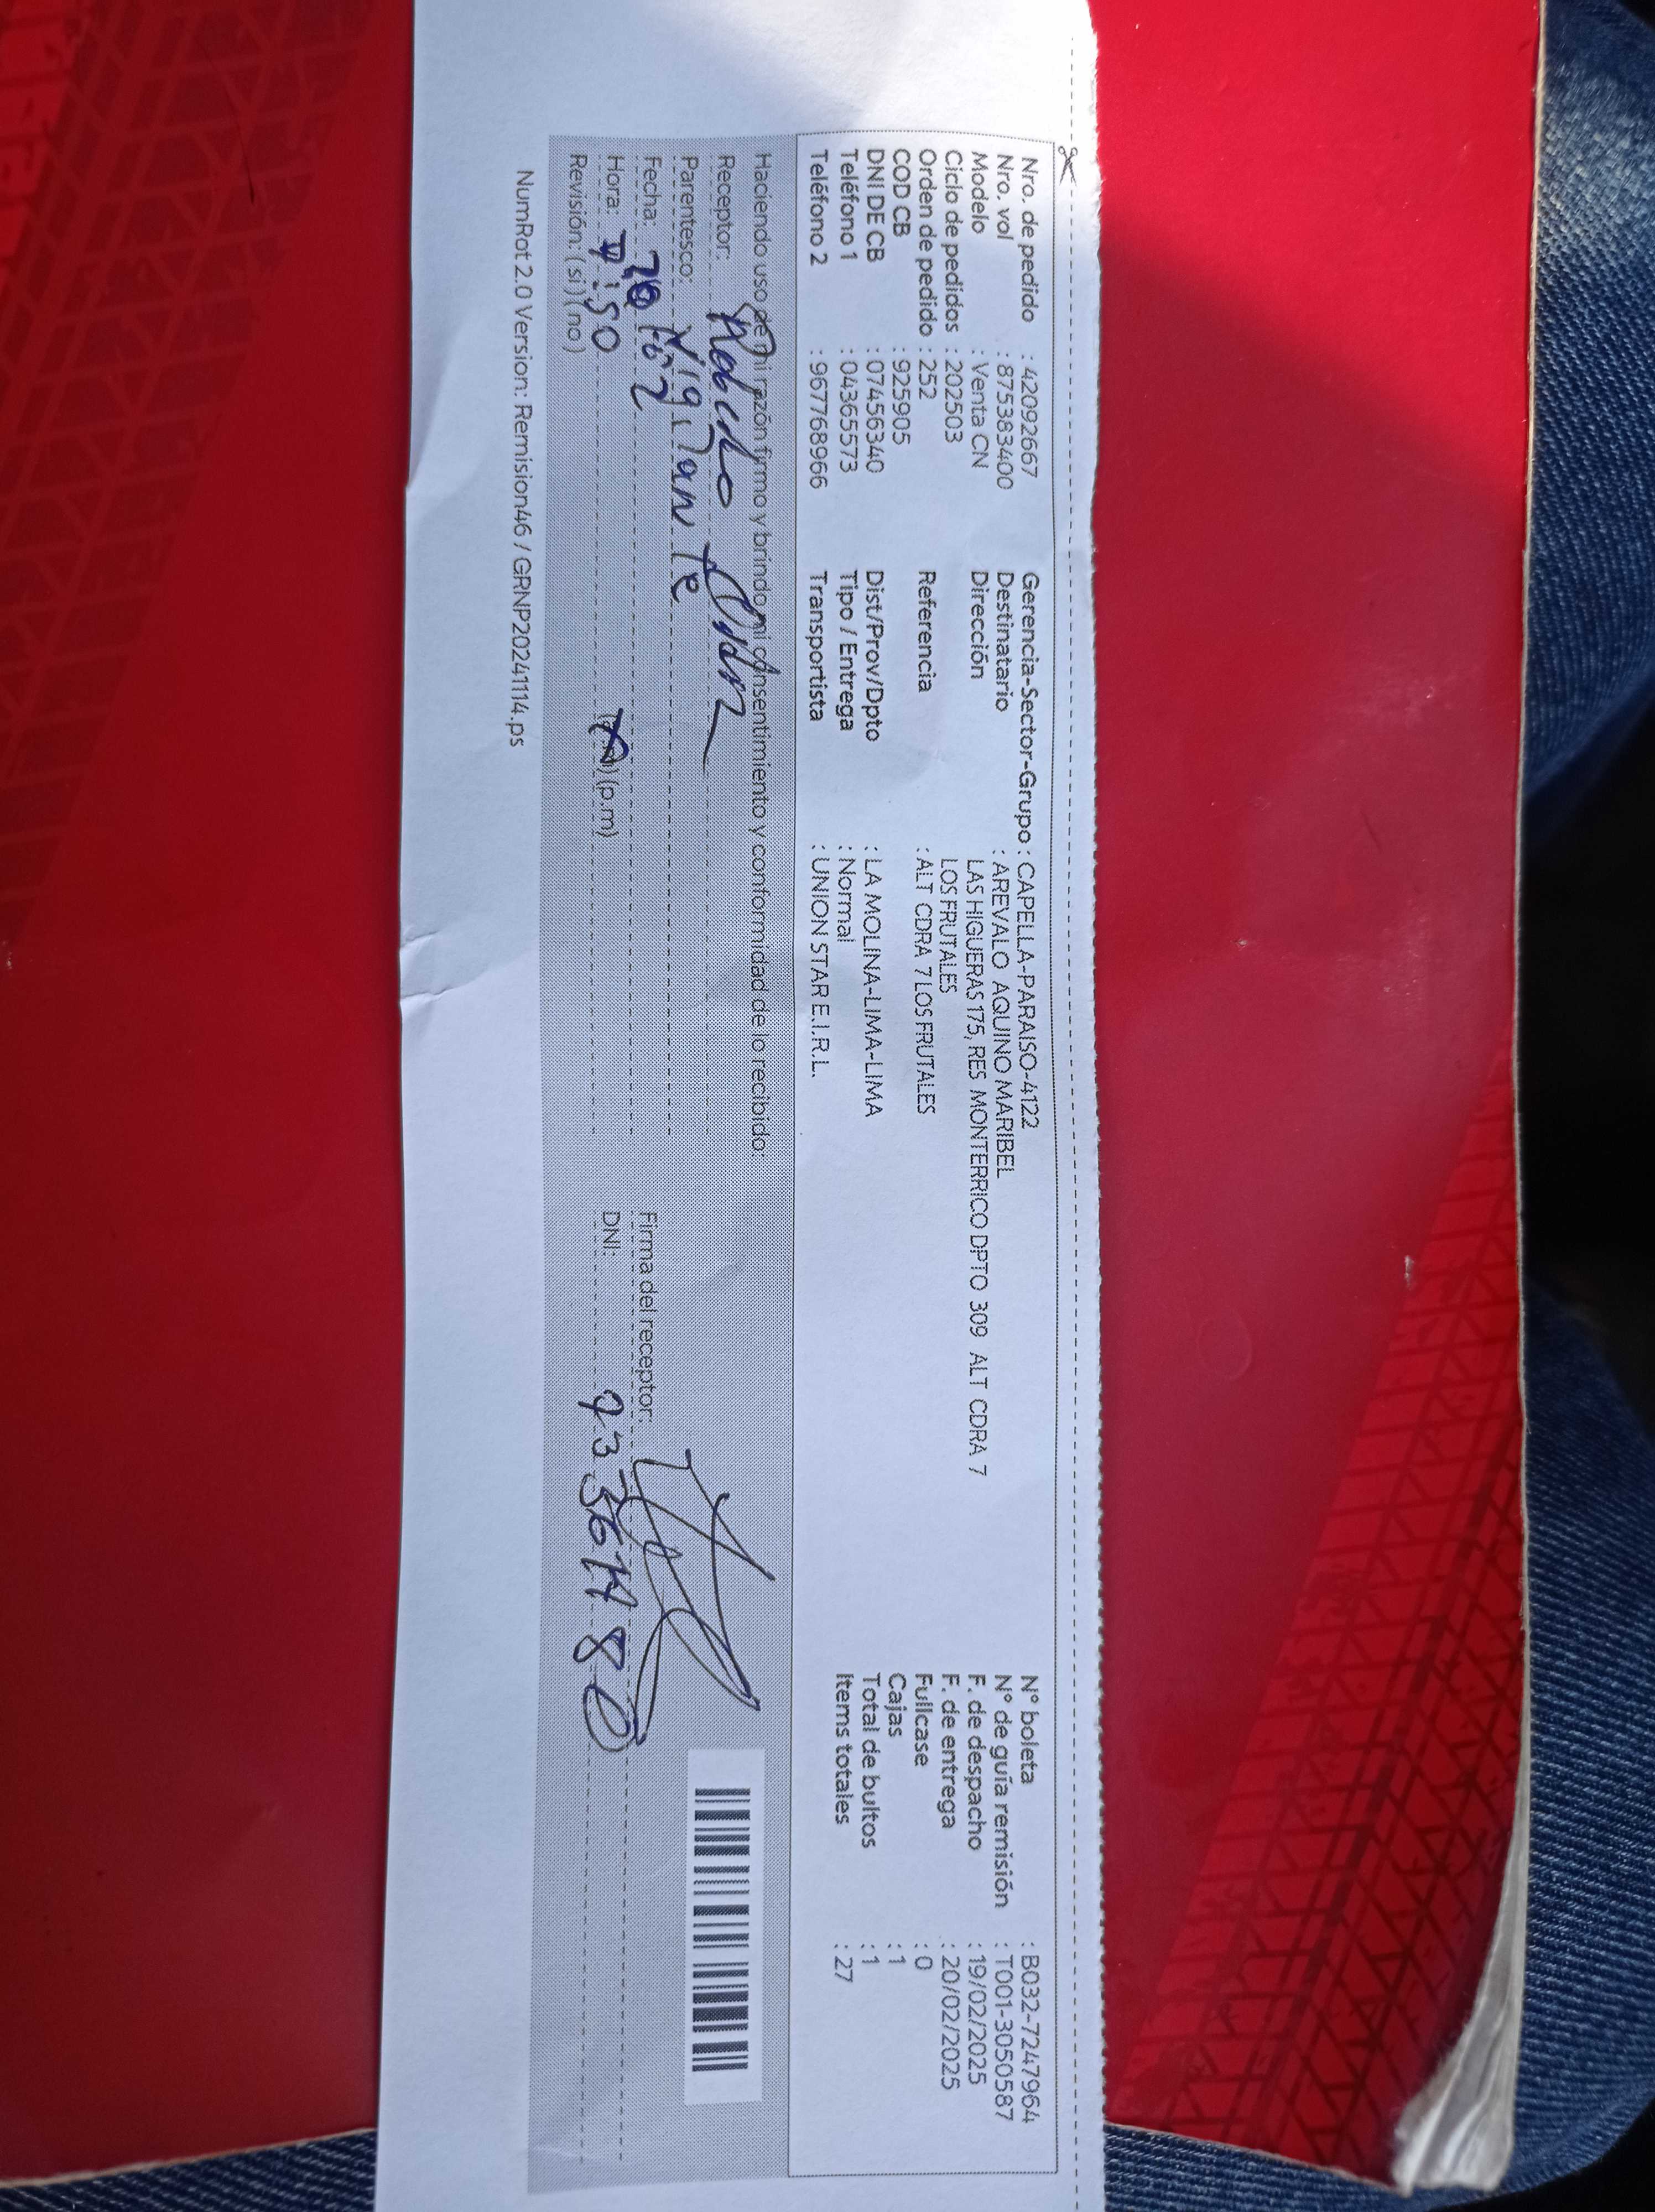 Nro. de pedido : 42092667
Nro. vol : 875383400
Modelo : Venta CN
Ciclo de pedidos : 202503
Orden de pedido : 252
COD CB : 925905
DNI DE CB : 07456340
Teléfono 1 : 04365573
Teléfono 2 : 967768966
Gerencia-Sector-Grupo : CAPELLA-PARAISO-4122
Destinatario : AREVALO AQUINO MARIBEL
Dirección LAS HIGUERAS 175, RES MONTERRICO DPTO 309 ALT CDRA 7
LOS FRUTALES
Referencia : ALT CDRA 7 LOS FRUTALES
Dist/Prov/Dpto : LA MOLINA-LIMA-LIMA
Tipo / Entrega : Normal
Transportista : UNION STAR E.I.R.L.
N° boleta : B032-7247964
N° de guía remisión : T001-3050587
F. de despacho : 19/02/2025
F. de entrega : 20/02/2025
Fullcase : 0
Cajas : 1
Total de bultos : 1
Items totales : 27
Haciendo uso de mi razón firmo y brindo mi consentimiento y conformidad de lo recibido:
Receptor:
Parentesco: Vigilante
Fecha:
Hora: :50 (p.m)
Revisión: ( si ) ( no )
Firma del receptor:
DNI:
NumRot 2.0 Version: Remision46 / GRNP20241114.ps